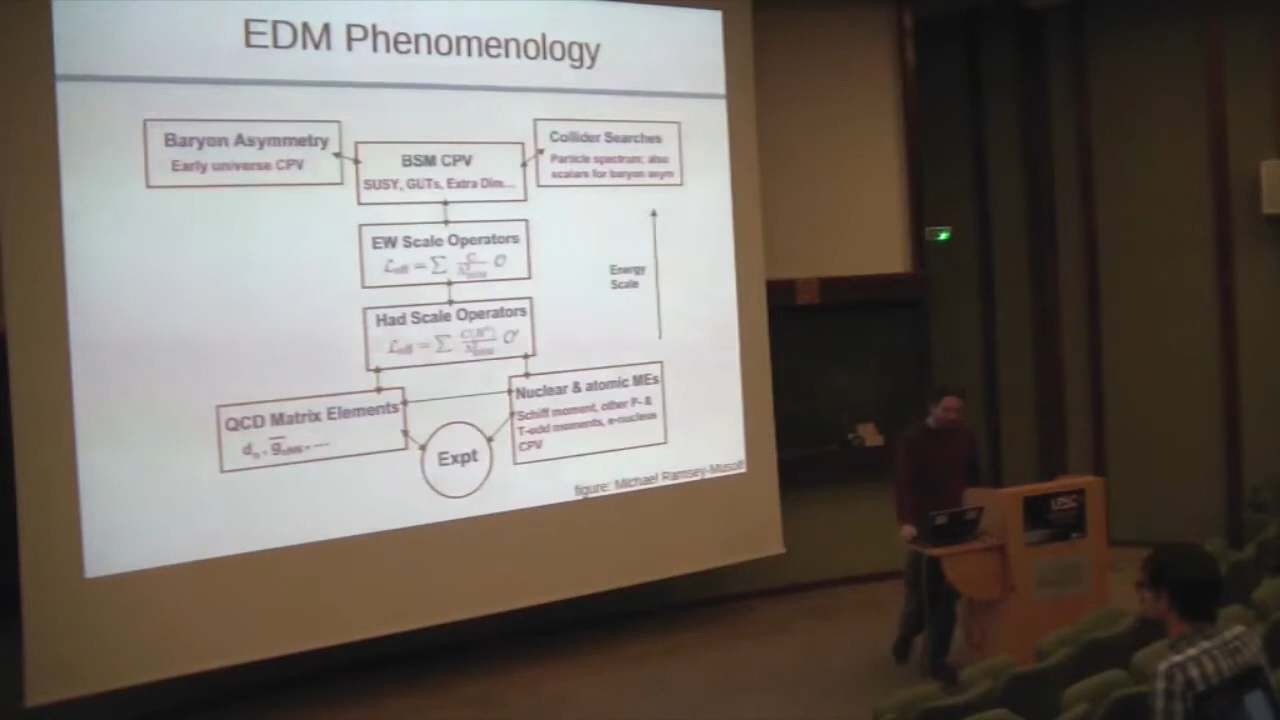 EDM Phenomenology
Baryon Asymmetry
Early universe CPV
BSM CPV
SUSY, GUTs, Extra Dim...
Collider Searches
Particle spectrum; also
scalars for baryon asym
EW Scale Operators
Energy
Scale
Had Scale Operators
QCD Matrix Elements
Nuclear & atomic MEs
Schiff moment, other P- &
T-odd moments, e-nucleus
CPV
Expt
figure: Michael Ramsey-Musolf